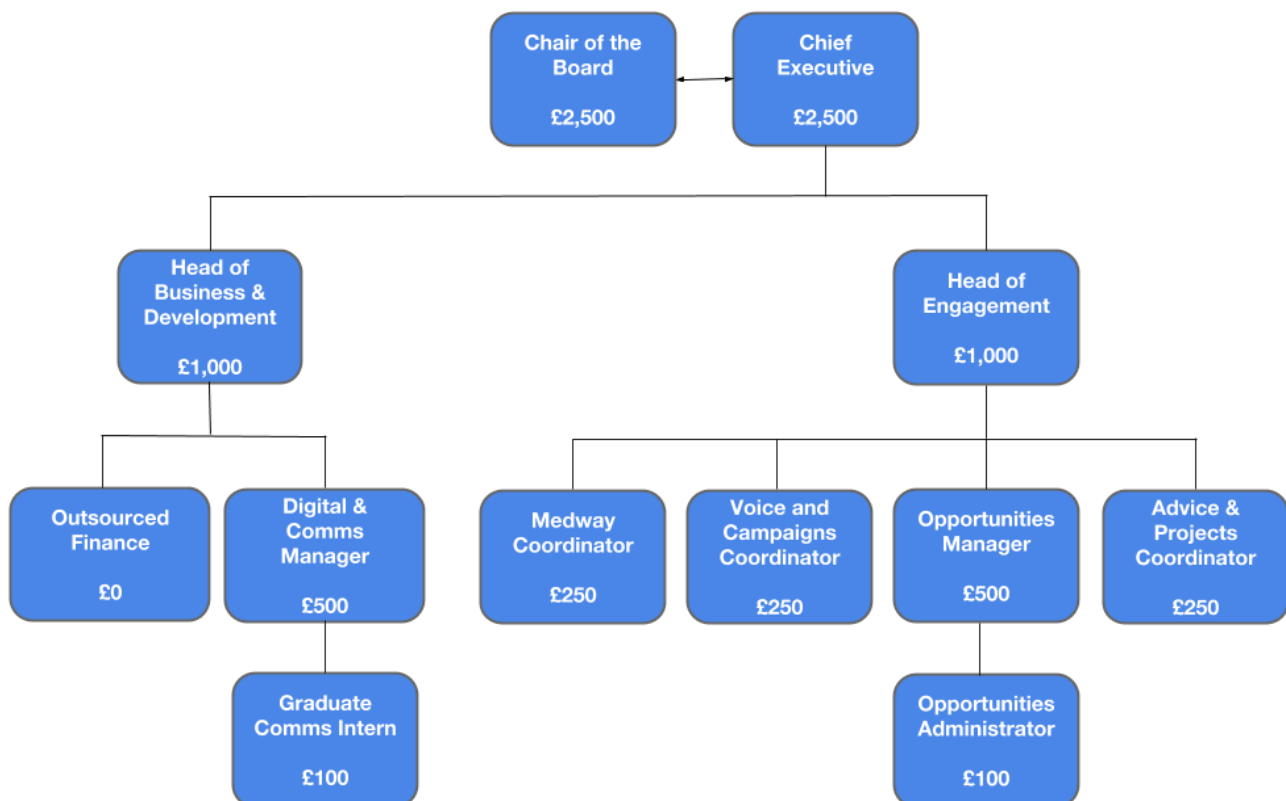 Chair of the
Board
£2,500
Chief
Executive
£2,500
Head of
Business &
Development
£1,000
Head of
Engagement
£1,000
Outsourced
Finance
£0
Digital &
Comms
Manager
£500
Medway
Coordinator
£250
Voice and
Campaigns
Coordinator
£250
Opportunities
Manager
£500
Advice &
Projects
Coordinator
£250
Graduate
Comms Intern
£100
Opportunities
Administrator
£100